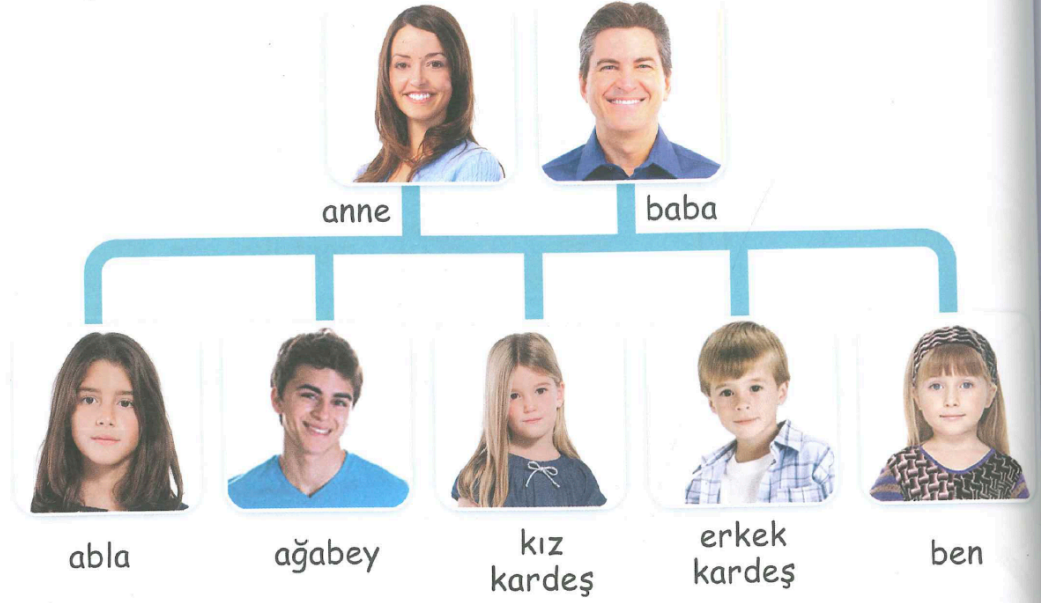 anne
baba
abla
ağabey
kız
kardeş
erkek
kardeş
ben